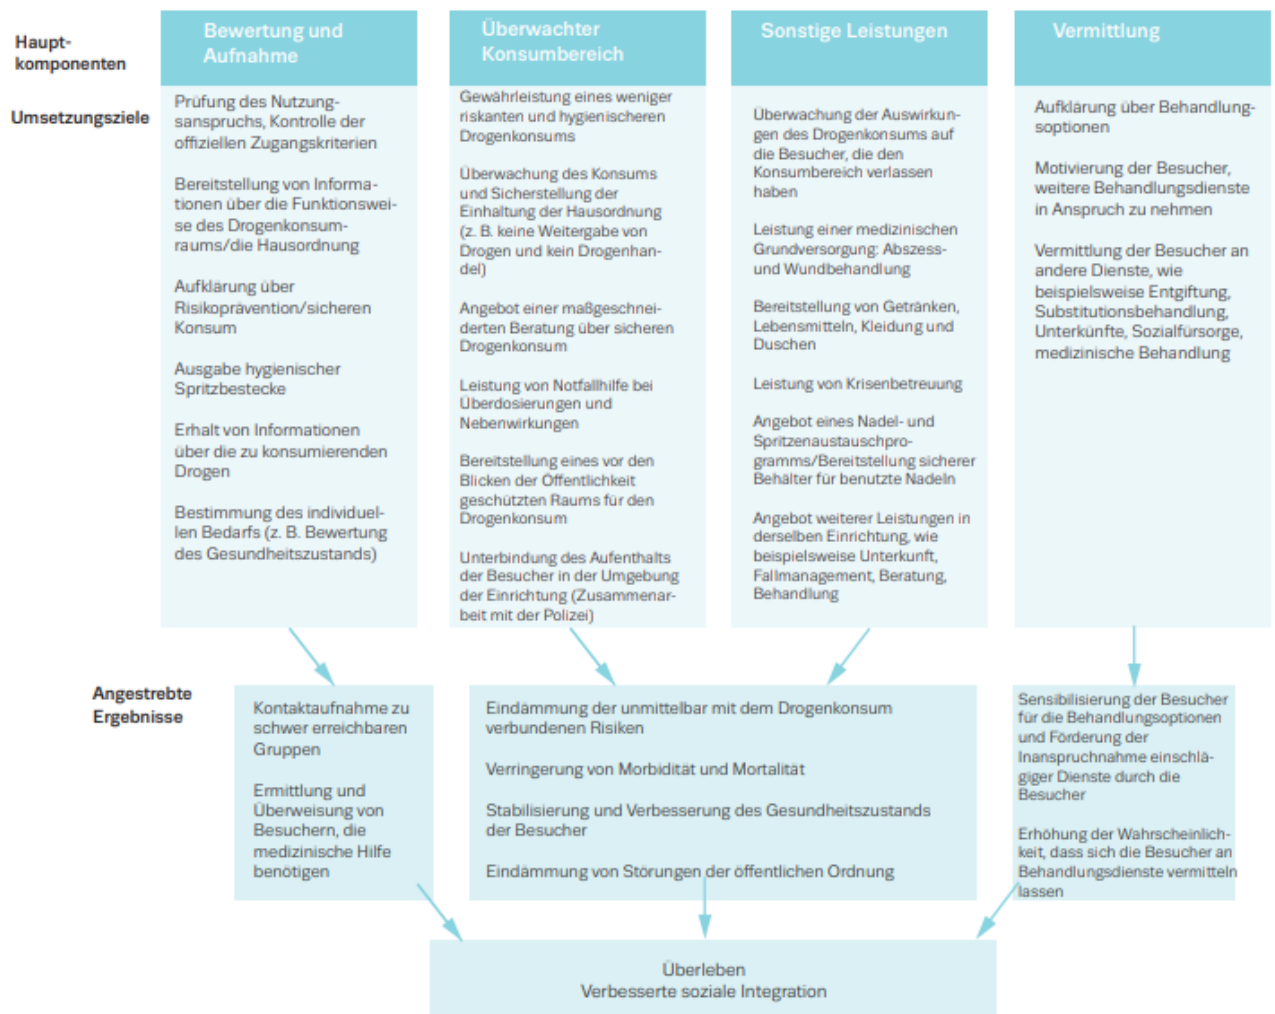 Haupt-
komponenten
Bewertung und
Aufnahme
Überwachter
Konsumbereich
Sonstige Leistungen
Vermittlung
Umsetzungsziele
Prüfung des Nutzung-
sanspruchs, Kontrolle der
offiziellen Zugangskriterien
Bereitstellung von Informa-
tionen über die Funktionswei-
se des Drogenkonsum-
raums/die Hausordnung
Aufklärung über
Risikoprävention/sicheren
Konsum
Ausgabe hygienischer
Spritzbestecke
Erhalt von Informationen
über die zu konsumierenden
Drogen
Bestimmung des individuel-
len Bedarfs (z. B. Bewertung
des Gesundheitszustands)
Gewährleistung eines weniger
riskanten und hygienischeren
Drogenkonsums
Überwachung des Konsums
und Sicherstellung der
Einhaltung der Hausordnung
(z. B. keine Weitergabe von
Drogen und kein Drogenhan-
del)
Angebot einer maßgeschnei-
derten Beratung über sicheren
Drogenkonsum
Leistung von Notfallhilfe bei
Überdosierungen und
Nebenwirkungen
Bereitstellung eines vor den
Blicken der Öffentlichkeit
geschützten Raums für den
Drogenkonsum
Unterbindung des Aufenthalts
der Besucher in der Umgebung
der Einrichtung (Zusammenar-
beit mit der Polizei)
Überwachung der Auswirkun-
gen des Drogenkonsums auf
die Besucher, die den
Konsumbereich verlassen
haben
Leistung einer medizinischen
Grundversorgung: Abszess-
und Wundbehandlung
Bereitstellung von Getränken,
Lebensmitteln, Kleidung und
Duschen
Leistung von Krisenbetreuung
Angebot eines Nadel- und
Spritzenaustauschpro-
gramms/Bereitstellung sicherer
Behälter für benutzte Nadeln
Angebot weiterer Leistungen in
derselben Einrichtung, wie
beispielsweise Unterkunft,
Fallmanagement, Beratung,
Behandlung
Aufklärung über Behandlung-
soptionen
Motivierung der Besucher,
weitere Behandlungsdienste
in Anspruch zu nehmen
Vermittlung der Besucher an
andere Dienste, wie
beispielsweise Entgiftung,
Substitutionsbehandlung,
Unterkünfte, Sozialfürsorge,
medizinische Behandlung
Angestrebte
Ergebnisse
Kontaktaufnahme zu
schwer erreichbaren
Gruppen
Ermittlung und
Überweisung von
Besuchern, die
medizinische Hilfe
benötigen
Eindämmung der unmittelbar mit dem Drogenkonsum
verbundenen Risiken
Verringerung von Morbidität und Mortalität
Stabilisierung und Verbesserung des Gesundheitszustands
der Besucher
Eindämmung von Störungen der öffentlichen Ordnung
Sensibilisierung der Besucher
für die Behandlungsoptionen
und Förderung der
Inanspruchnahme einschlä-
giger Dienste durch die
Besucher
Erhöhung der Wahrscheinlich-
keit, dass sich die Besucher an
Behandlungsdienste vermitteln
lassen
Überleben
Verbesserte soziale Integration